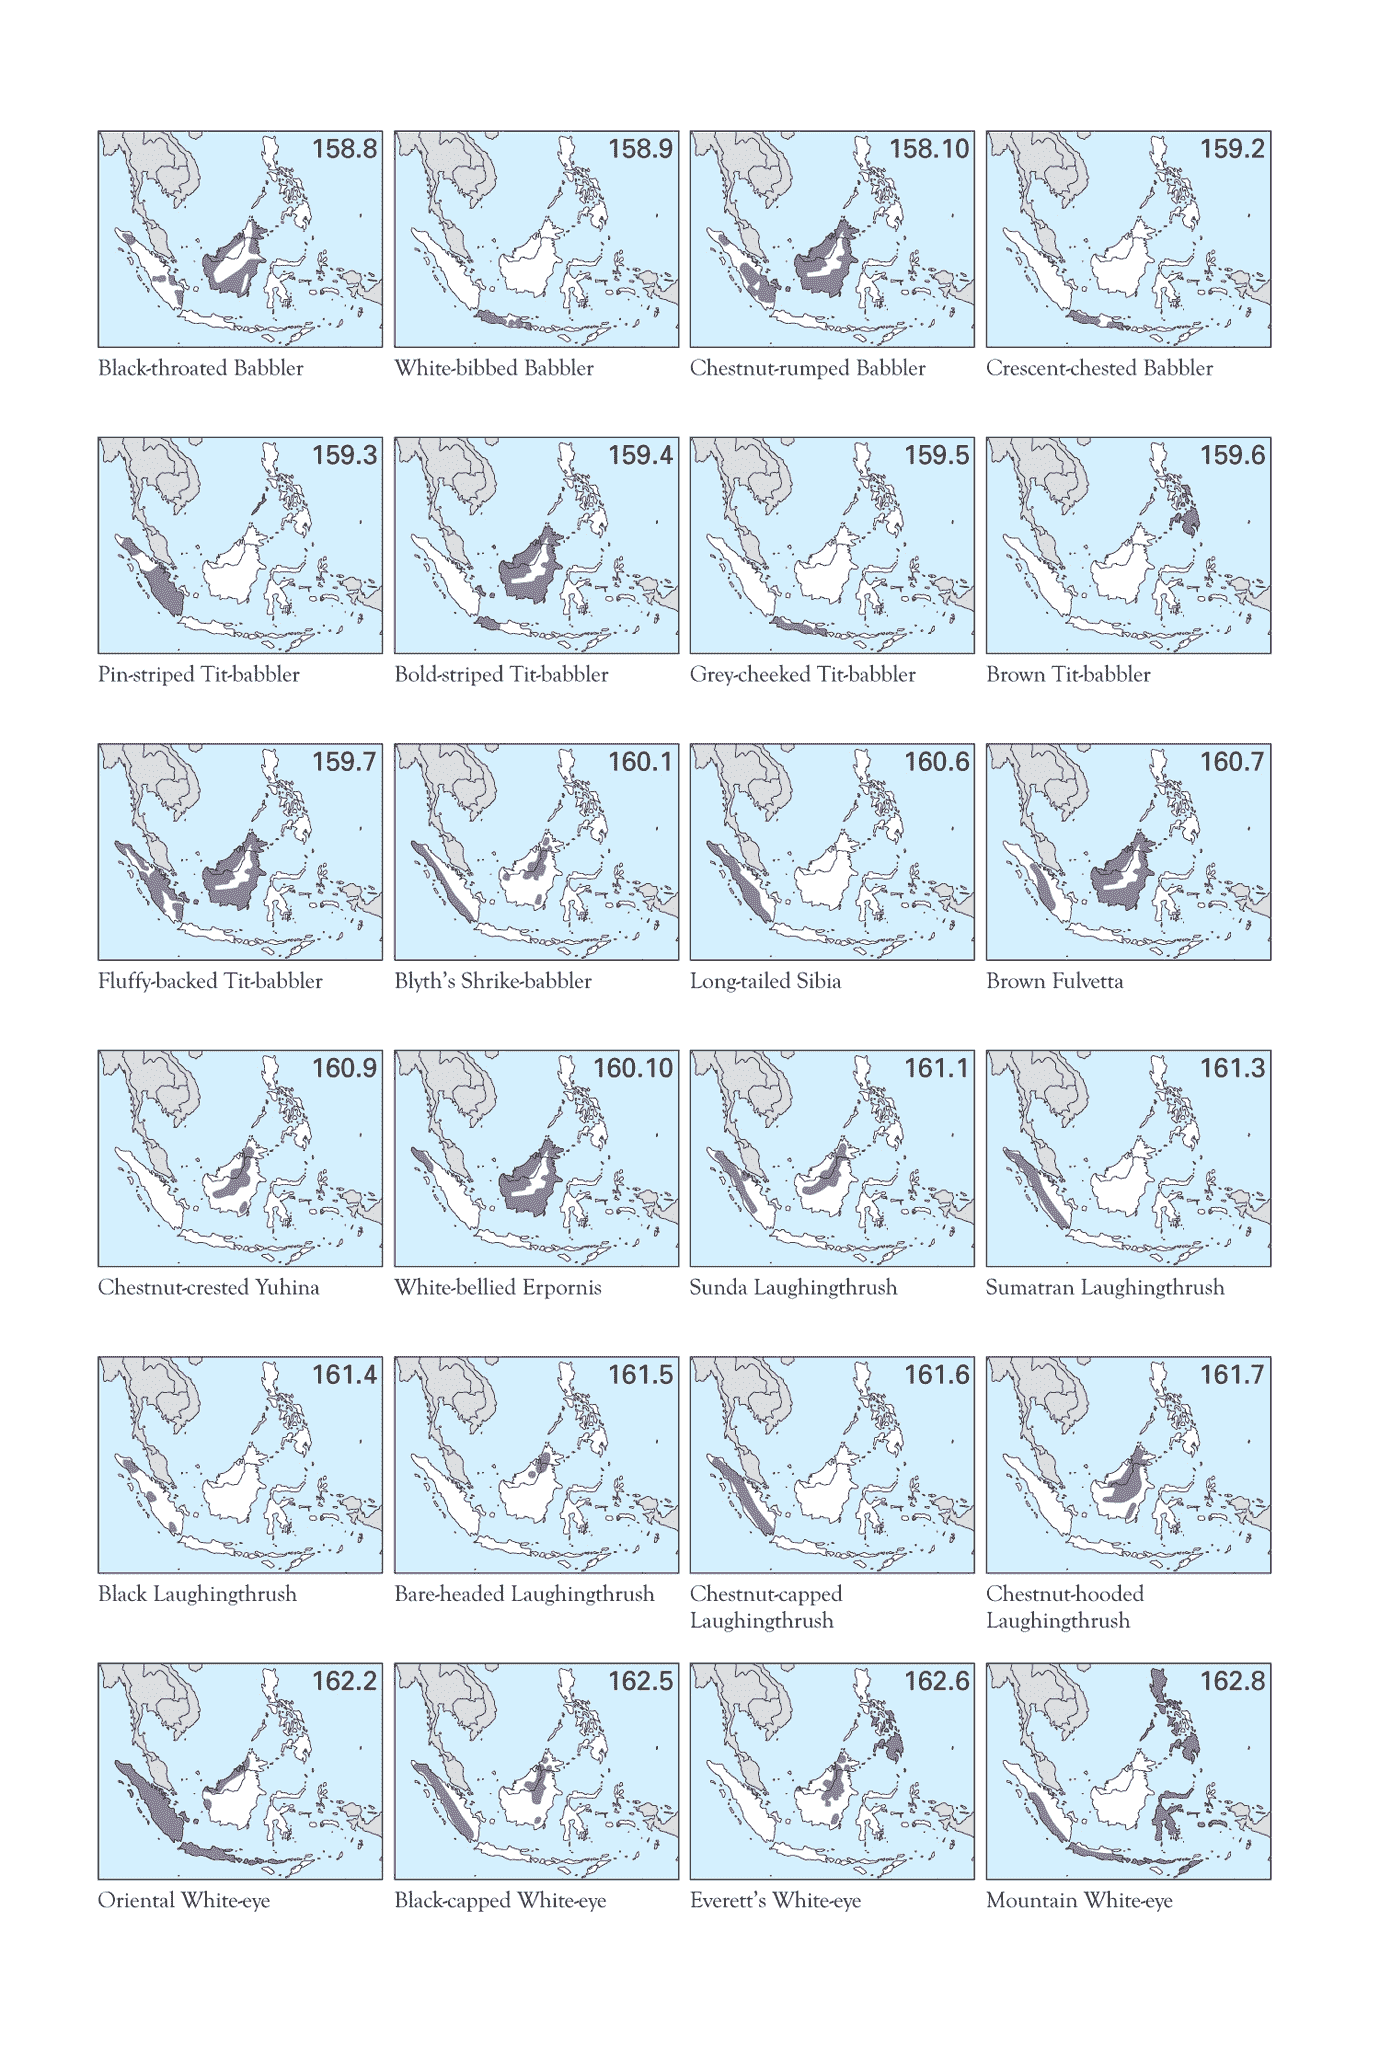 158.8
158.9
158.10
159.2
Black-throated Babbler
White-bibbed Babbler
Chestnut-rumped Babbler
Crescent-chested Babbler
159.3
159.4
159.5
159.6
Pin-striped Tit-babbler
Bold-striped Tit-babbler
Grey-cheeked Tit-babbler
Brown Tit-babbler
159.7
160.1
160.6
160.7
Fluffy-backed Tit-babbler
Blyth's Shrike-babbler
Long-tailed Sibia
Brown Fulvetta
160.9
160.10
161.1
161.3
Chestnut-crested Yuhina
White-bellied Erpornis
Sunda Laughingthrush
Sumatran Laughingthrush
161.4
161.5
161.6
161.7
Black Laughingthrush
Bare-headed Laughingthrush
Chestnut-capped
Laughingthrush
Chestnut-hooded
Laughingthrush
162.2
162.5
162.6
162.8
Oriental White-eye
Black-capped White-eye
Everett's White-eye
Mountain White-eye